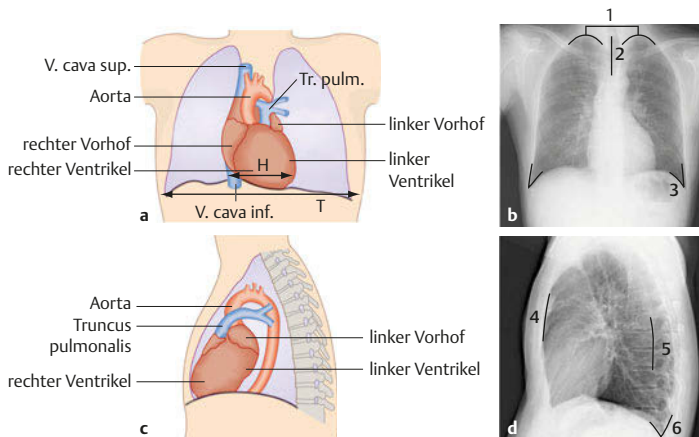 V. cava sup.
Aorta
Tr. pulm.
linker Vorhof
rechter Vorhof
rechter Ventrikel
H
linker
Ventrikel
T
V. cava inf.
a
1
2
3
b
Aorta
Truncus
pulmonalis
linker Vorhof
linker Ventrikel
rechter Ventrikel
c
4
5
6
d